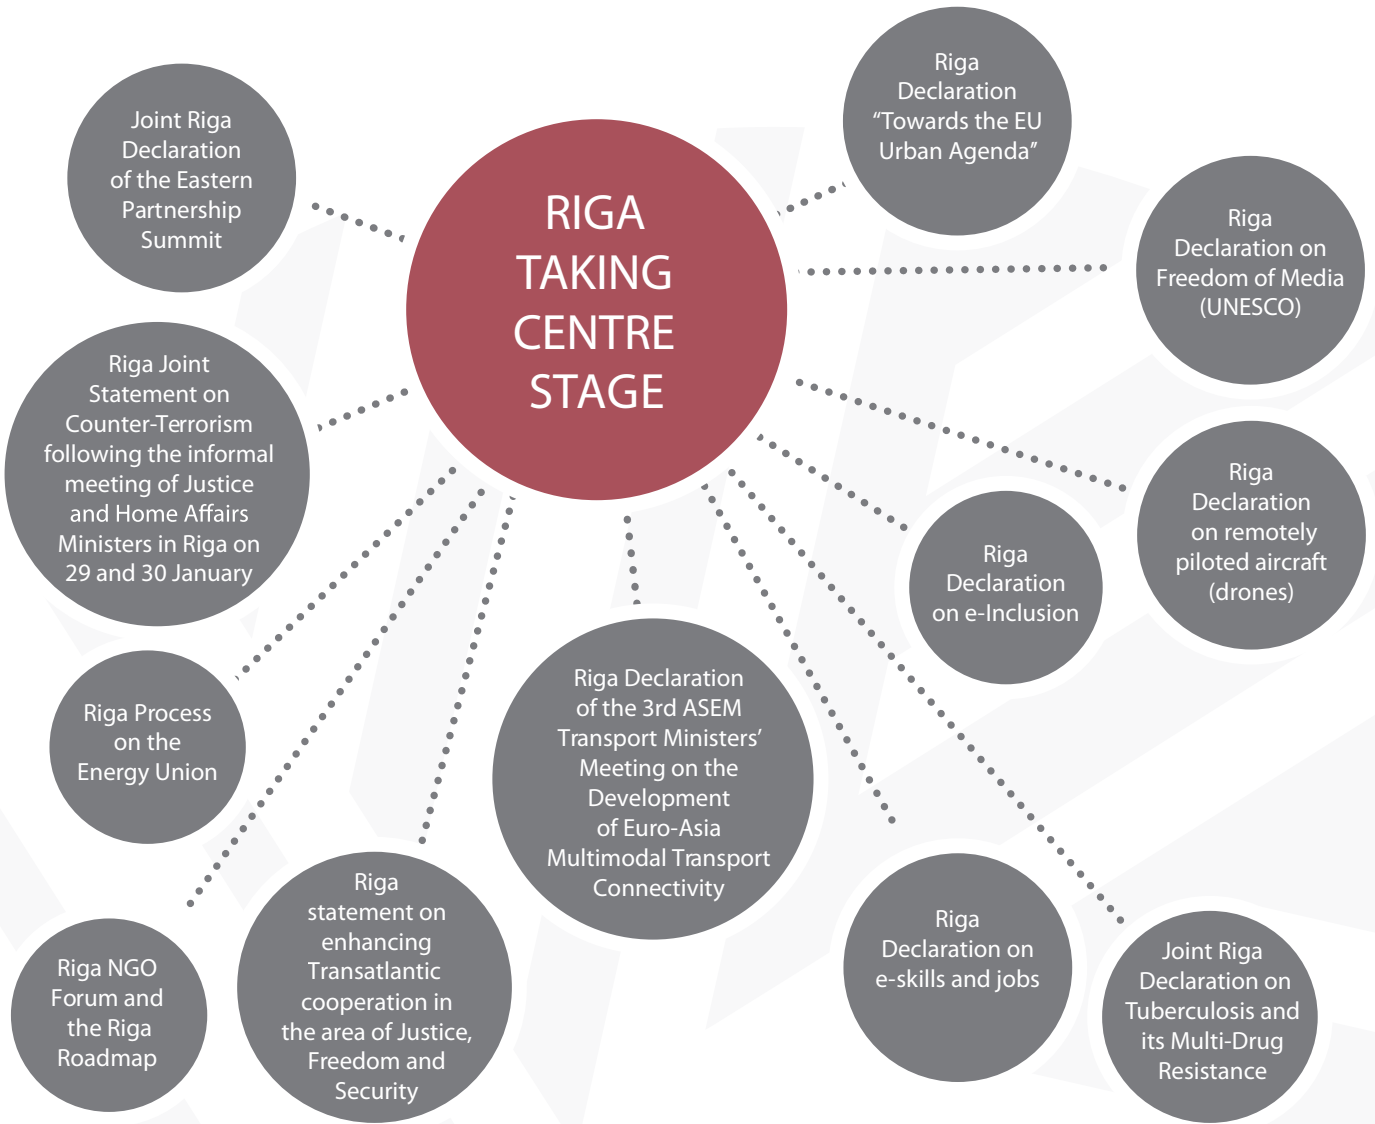 RIGA
TAKING
CENTRE
STAGE
Joint Riga
Declaration
of the Eastern
Partnership
Summit
Riga
Declaration
“Towards the EU
Urban Agenda”
Riga
Declaration on
Freedom of Media
(UNESCO)
Riga Joint
Statement on
Counter-Terrorism
following the informal
meeting of Justice
and Home Affairs
Ministers in Riga on
29 and 30 January
Riga
Declaration
on remotely
piloted aircraft
(drones)
Riga
Declaration
on e-Inclusion
Riga Process
on the
Energy Union
Riga Declaration
of the 3rd ASEM
Transport Ministers’
Meeting on the
Development
of Euro-Asia
Multimodal Transport
Connectivity
Riga NGO
Forum and
the Riga
Roadmap
Riga
statement on
enhancing
Transatlantic
cooperation in
the area of Justice,
Freedom and
Security
Riga
Declaration on
e-skills and jobs
Joint Riga
Declaration on
Tuberculosis and
its Multi-Drug
Resistance